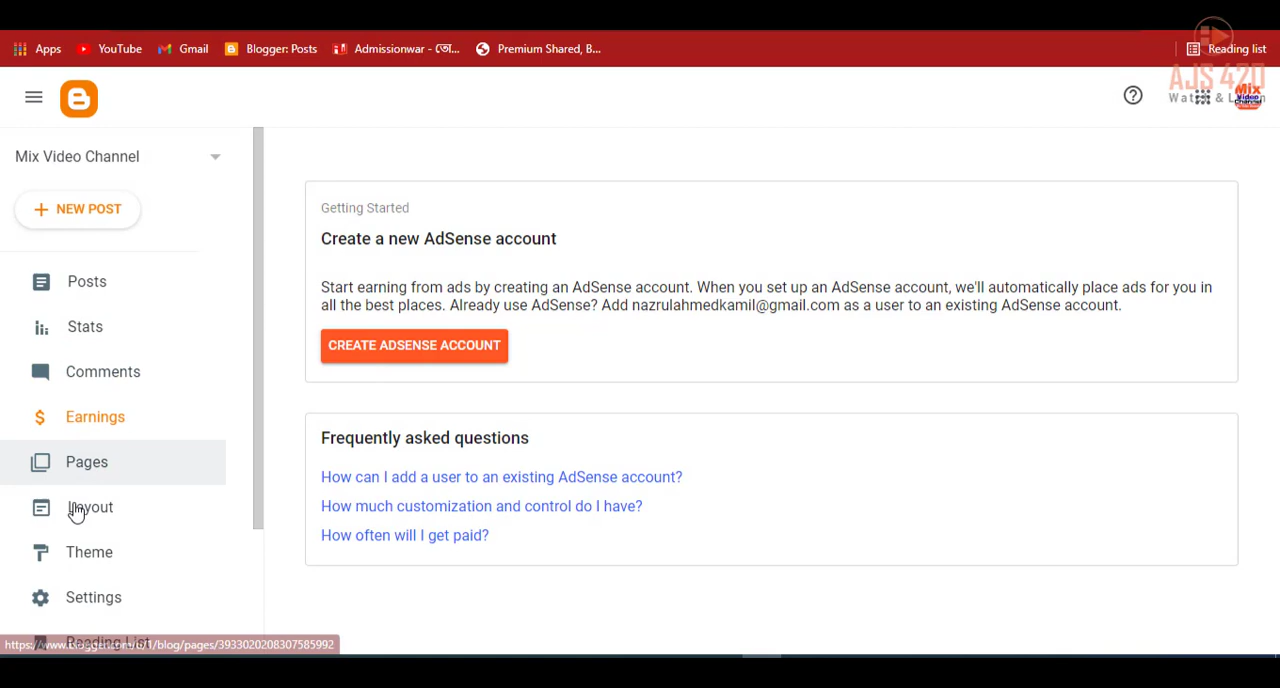 Apps YouTube Gmail Blogger: Posts Admissionwar - Premium Shared, B... Reading list
AJS 420
Mix Video Channel
NEW POST
Posts
Stats
Comments
Earnings
Pages
Layout
Theme
Settings
Reading List
Getting Started
Create a new AdSense account
Start earning from ads by creating an AdSense account. When you set up an AdSense account, we'll automatically place ads for you in
all the best places. Already use AdSense? Add nazrulahmedkamil@gmail.com as a user to an existing AdSense account.
CREATE ADSENSE ACCOUNT
Frequently asked questions
How can I add a user to an existing AdSense account?
How much customization and control do I have?
How often will I get paid?